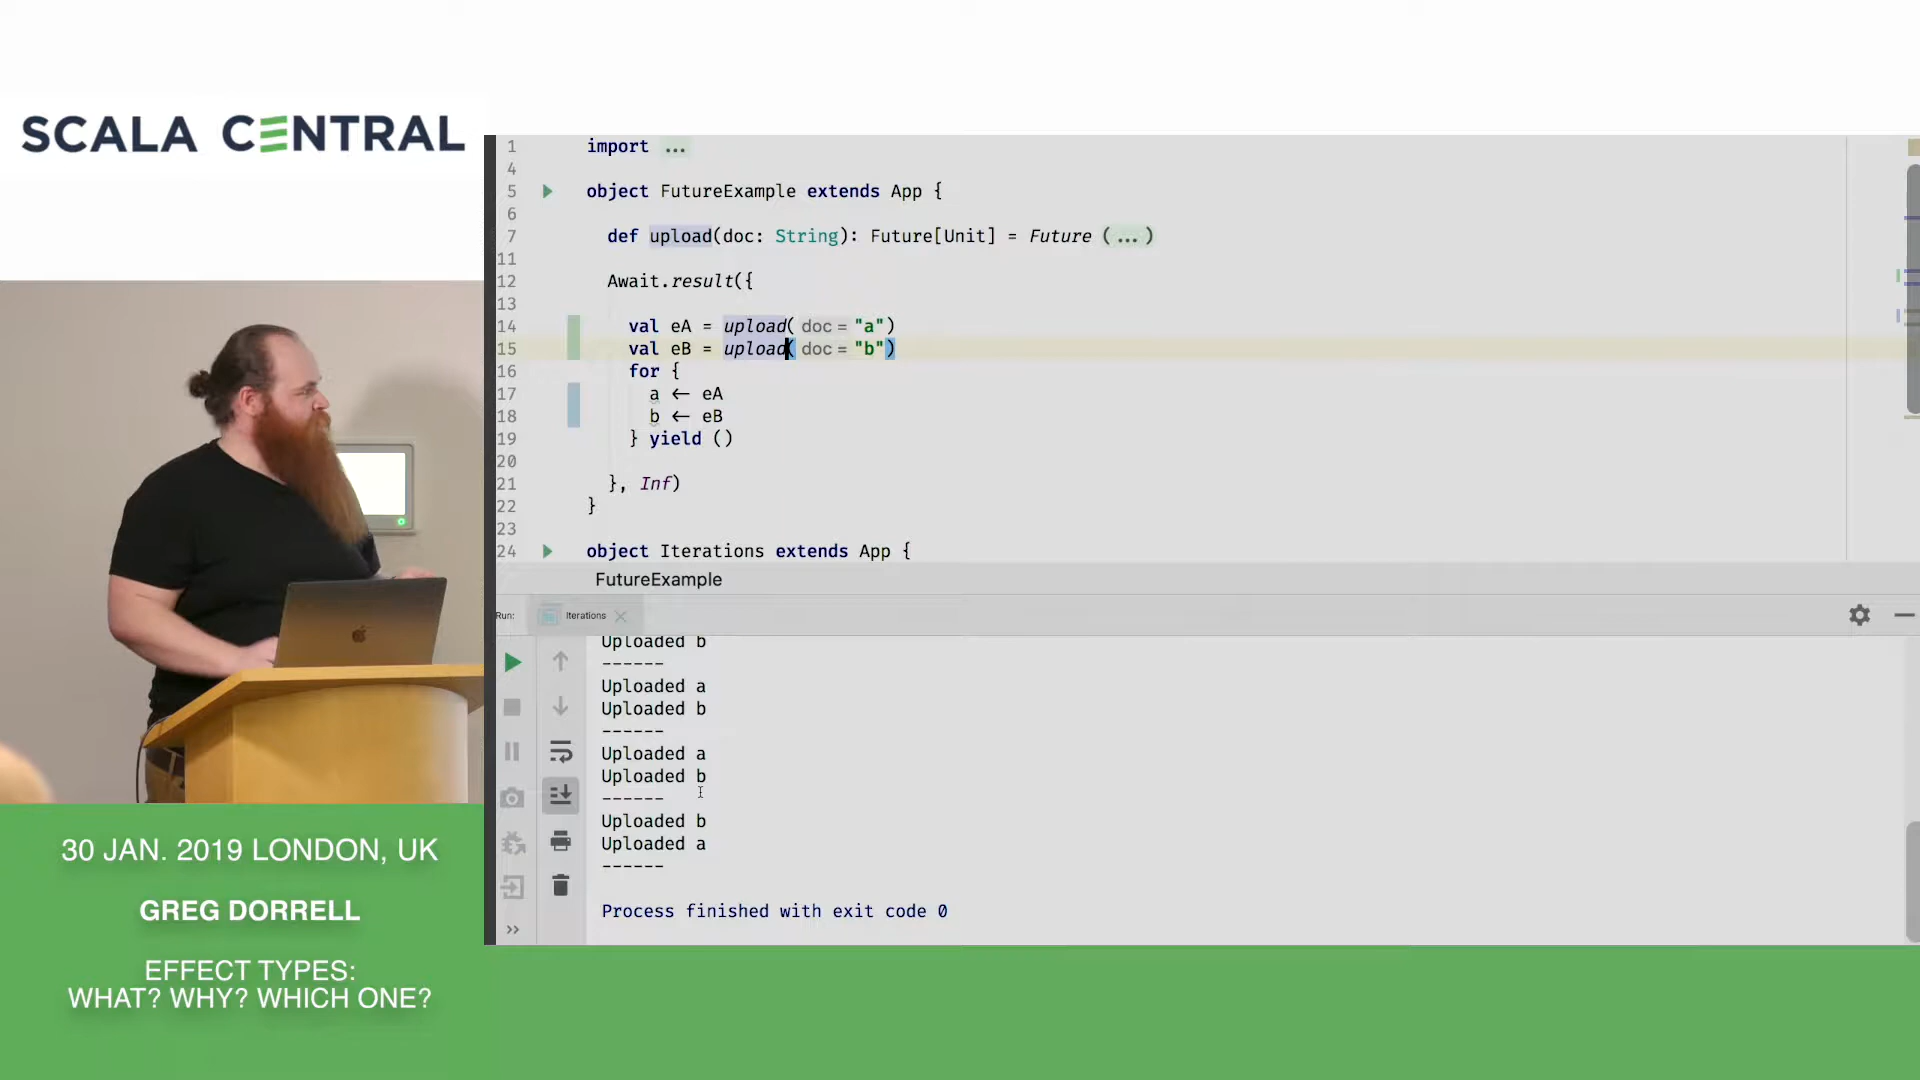 SCALA CENTRAL
1 import ...
4
5 object FutureExample extends App {
6
7 def upload(doc: String): Future[Unit] = Future (...)
11
12 Await.result({
13
14 val eA = upload( doc = "a")
15 val eB = upload( doc = "b")
16 for {
17 a ← eA
18 b ← eB
19 } yield ()
20
21 }, Inf)
22 }
23
24 object Iterations extends App {
FutureExample
Run: Iterations
Uploaded b
------
Uploaded a
Uploaded b
------
Uploaded a
Uploaded b
------
Uploaded b
Uploaded a
------
Process finished with exit code 0
30 JAN. 2019 LONDON, UK
GREG DORRELL
EFFECT TYPES:
WHAT? WHY? WHICH ONE?